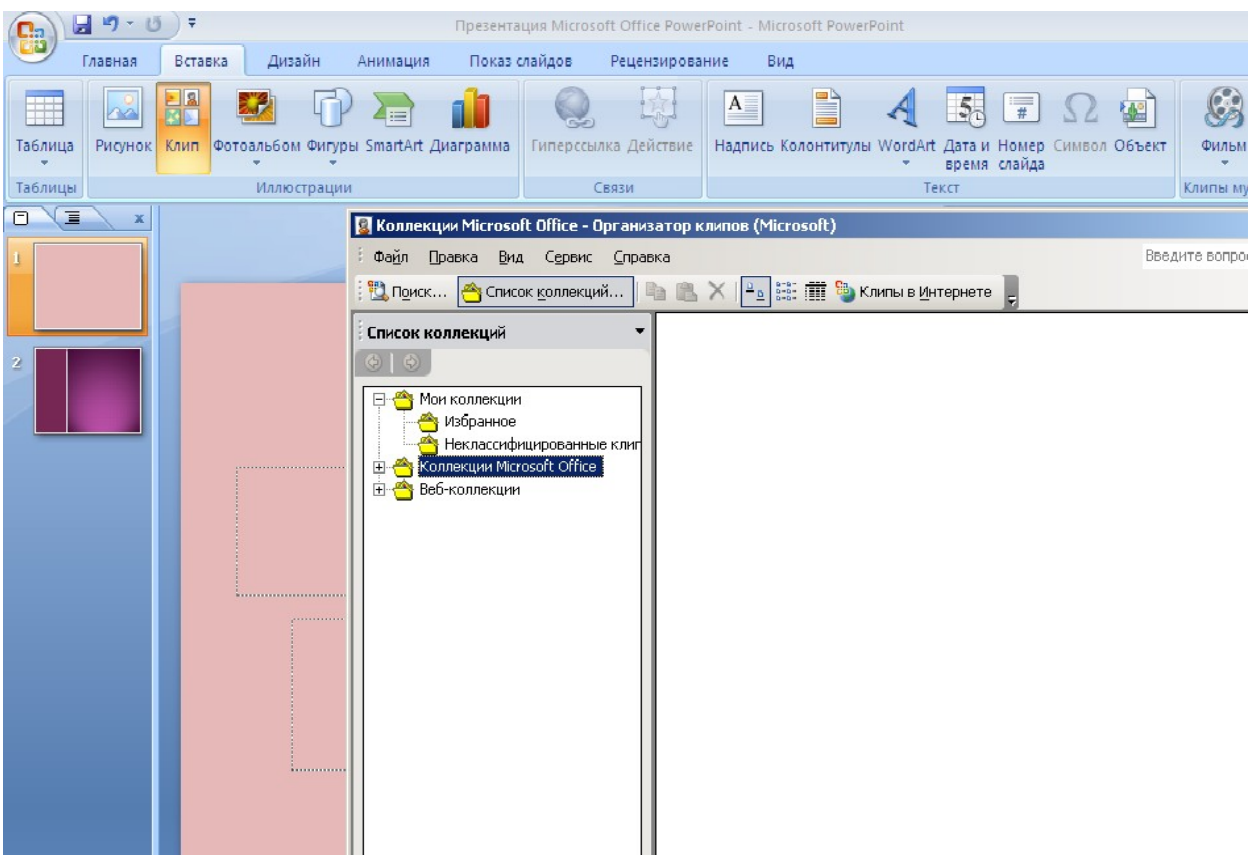 Презентация Microsoft Office PowerPoint - Microsoft PowerPoint
Главная Вставка Дизайн Анимация Показ слайдов Рецензирование Вид
Таблица Рисунок Клип Фотоальбом Фигуры SmartArt Диаграмма Гиперссылка Действие Надпись Колонтитулы WordArt Дата и время Номер слайда Символ Объект Фильм
Таблицы Иллюстрации Связи Текст Клипы му
Коллекции Microsoft Office - Организатор клипов (Microsoft)
Файл Правка Вид Сервис Справка Введите вопро
Поиск... Список коллекций... Клипы в Интернете
Список коллекций
1
2
Мои коллекции
Избранное
Неклассифицированные клип
Коллекции Microsoft Office
Веб-коллекции